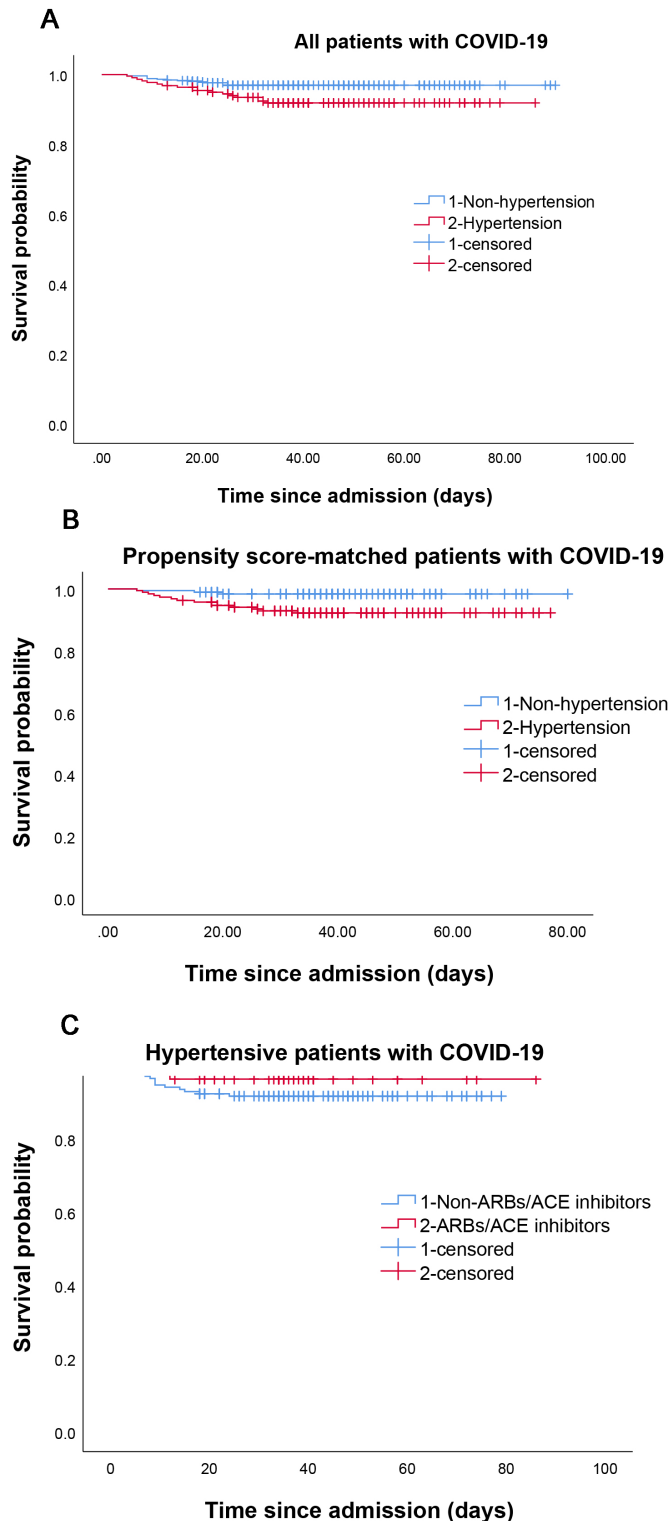 A
All patients with COVID-19
Survival probability
1.0
0.8
0.6
0.4
0.2
0.0
1-Non-hypertension
2-Hypertension
1-censored
2-censored
.00 20.00 40.00 60.00 80.00 100.00
Time since admission (days)
B
Propensity score-matched patients with COVID-19
Survival probability
1.0
0.8
0.6
0.4
0.2
0.0
1-Non-hypertension
2-Hypertension
1-censored
2-censored
.00 20.00 40.00 60.00 80.00
Time since admission (days)
C
Hypertensive patients with COVID-19
Survival probability
0.8
0.6
0.4
0.2
0.0
1-Non-ARBs/ACE inhibitors
2-ARBs/ACE inhibitors
1-censored
2-censored
0 20 40 60 80 100
Time since admission (days)